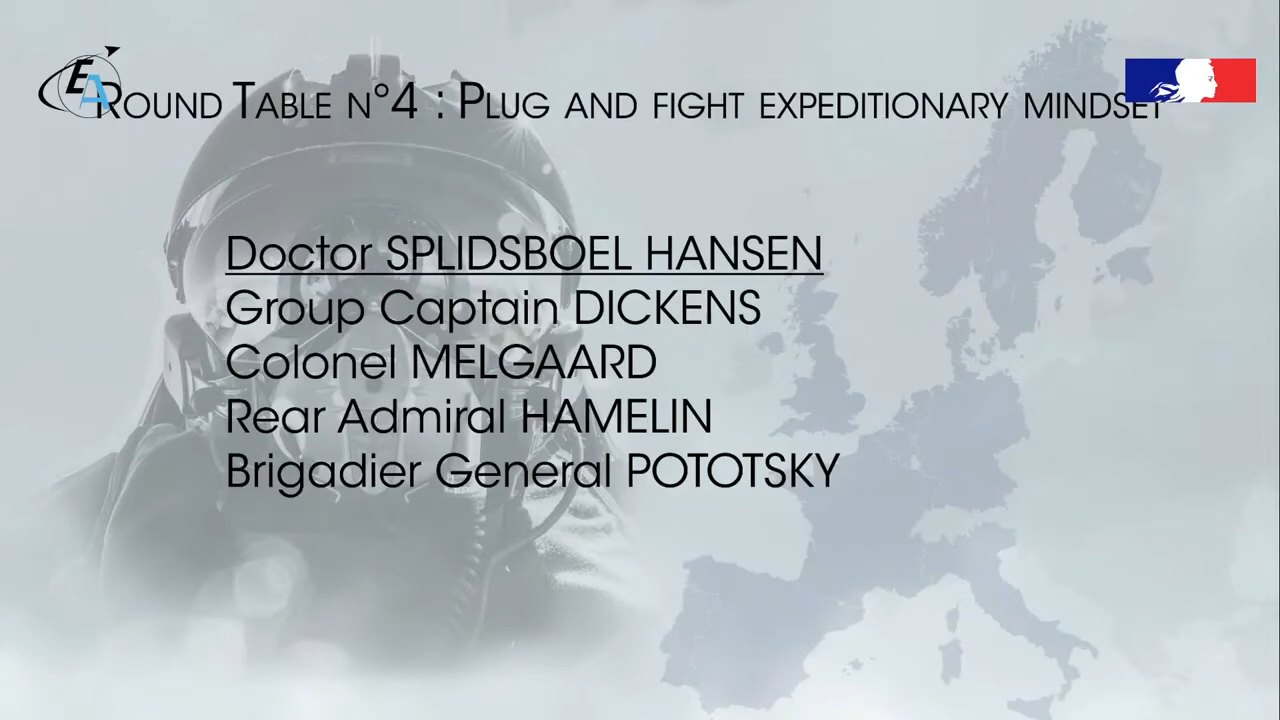 EA
Round Table n°4 : Plug and fight expeditionary mindset
Doctor SPLIDSBOEL HANSEN
Group Captain DICKENS
Colonel MELGAARD
Rear Admiral HAMELIN
Brigadier General POTOTSKY